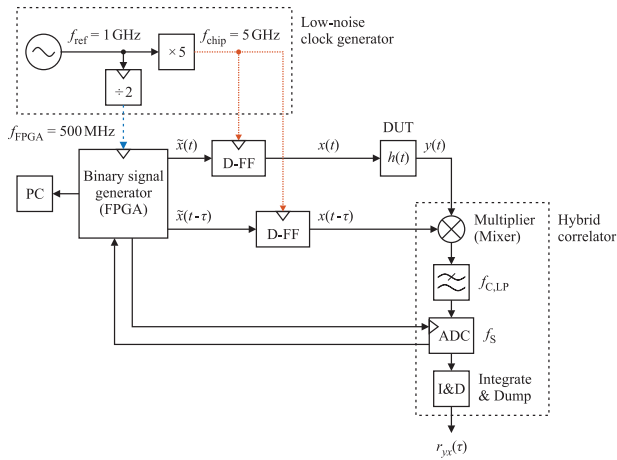 Low-noise
clock generator
f_ref = 1 GHz
f_chip = 5 GHz
× 5
÷ 2
f_FPGA = 500 MHz
x̃(t)
D-FF
x(t)
DUT
h(t)
y(t)
PC
Binary signal
generator
(FPGA)
x̃(t - τ)
D-FF
x(t - τ)
Multiplier
(Mixer)
Hybrid
correlator
f_C,LP
ADC
f_S
I&D
Integrate
& Dump
r_yx(τ)